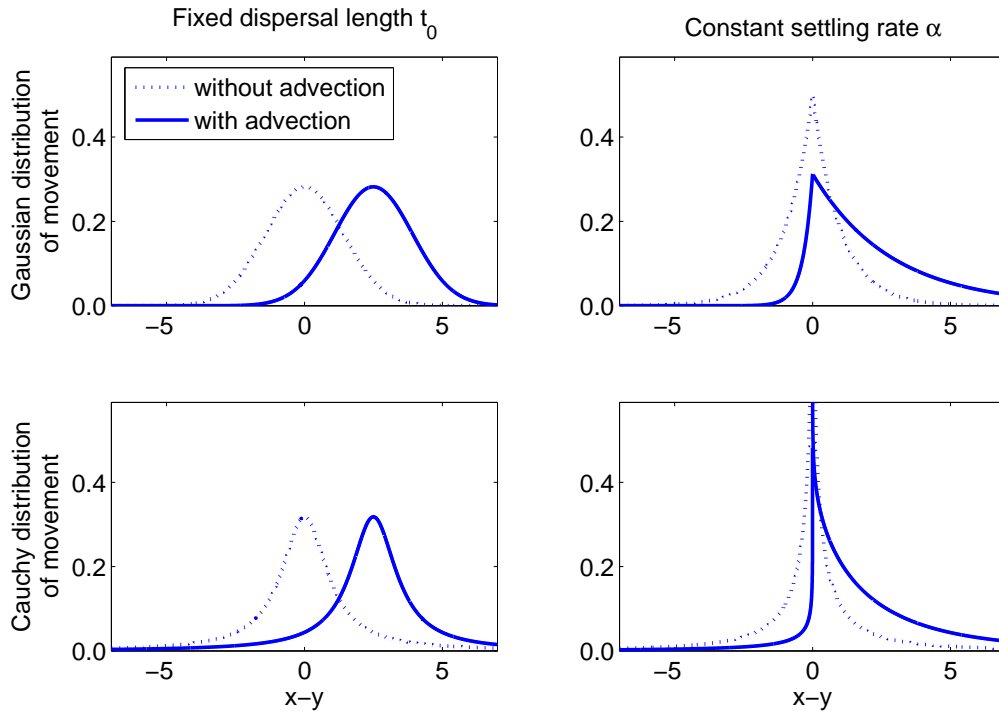 Fixed dispersal length t0
Constant settling rate α
without advection
with advection
Gaussian distribution
of movement
0.4
0.2
0.0
−5
0
5
0.4
0.2
0.0
−5
0
5
Cauchy distribution
of movement
0.4
0.2
0.0
−5
0
5
x−y
0.4
0.2
0.0
−5
0
5
x−y